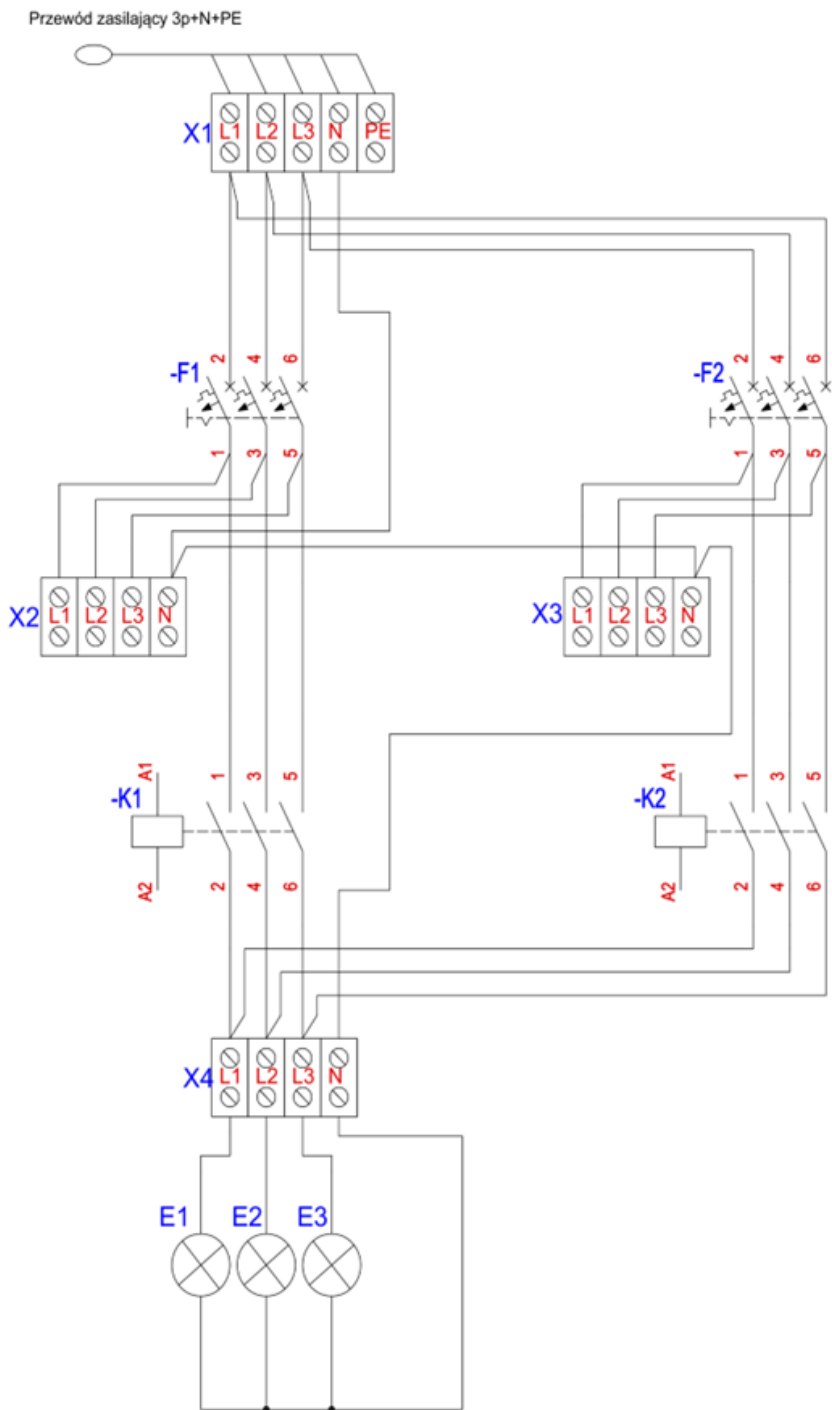 Przewód zasilający 3p+N+PE
X1 L1 L2 L3 N PE
2 4 6 2 4 6
-F1 -F2
1 3 5 1 3 5
X2 L1 L2 L3 N X3 L1 L2 L3 N
A1 1 3 5 A1 1 3 5
-K1 -K2
A2 2 4 6 A2 2 4 6
X4 L1 L2 L3 N
E1 E2 E3